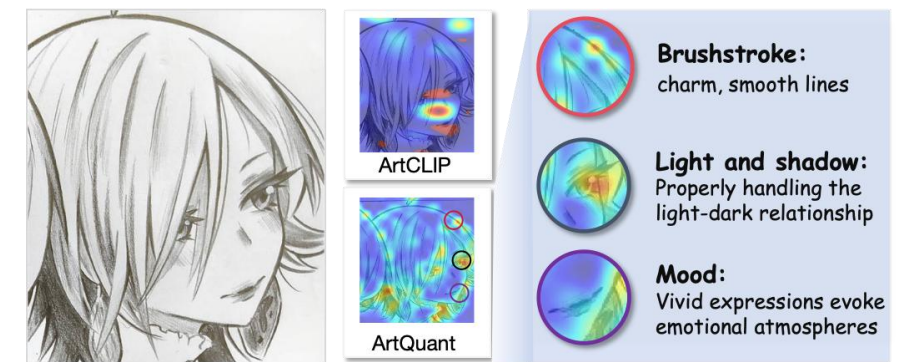 ArtCLIP
ArtQuant
Brushstroke:
charm, smooth lines
Light and shadow:
Properly handling the
light-dark relationship
Mood:
Vivid expressions evoke
emotional atmospheres